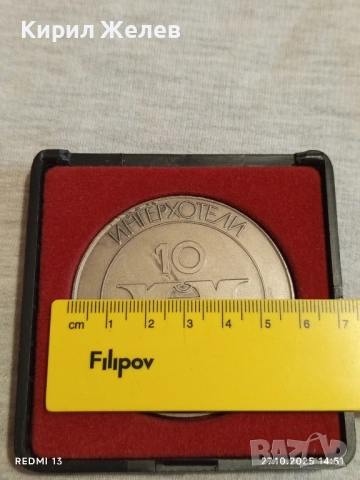 Кирил Желев
ИНТЕРХОТЕЛИ
10
cm 1 2 3 4 5 6 7
Filipov
REDMI 13
27.10.2025 14:51
bazar